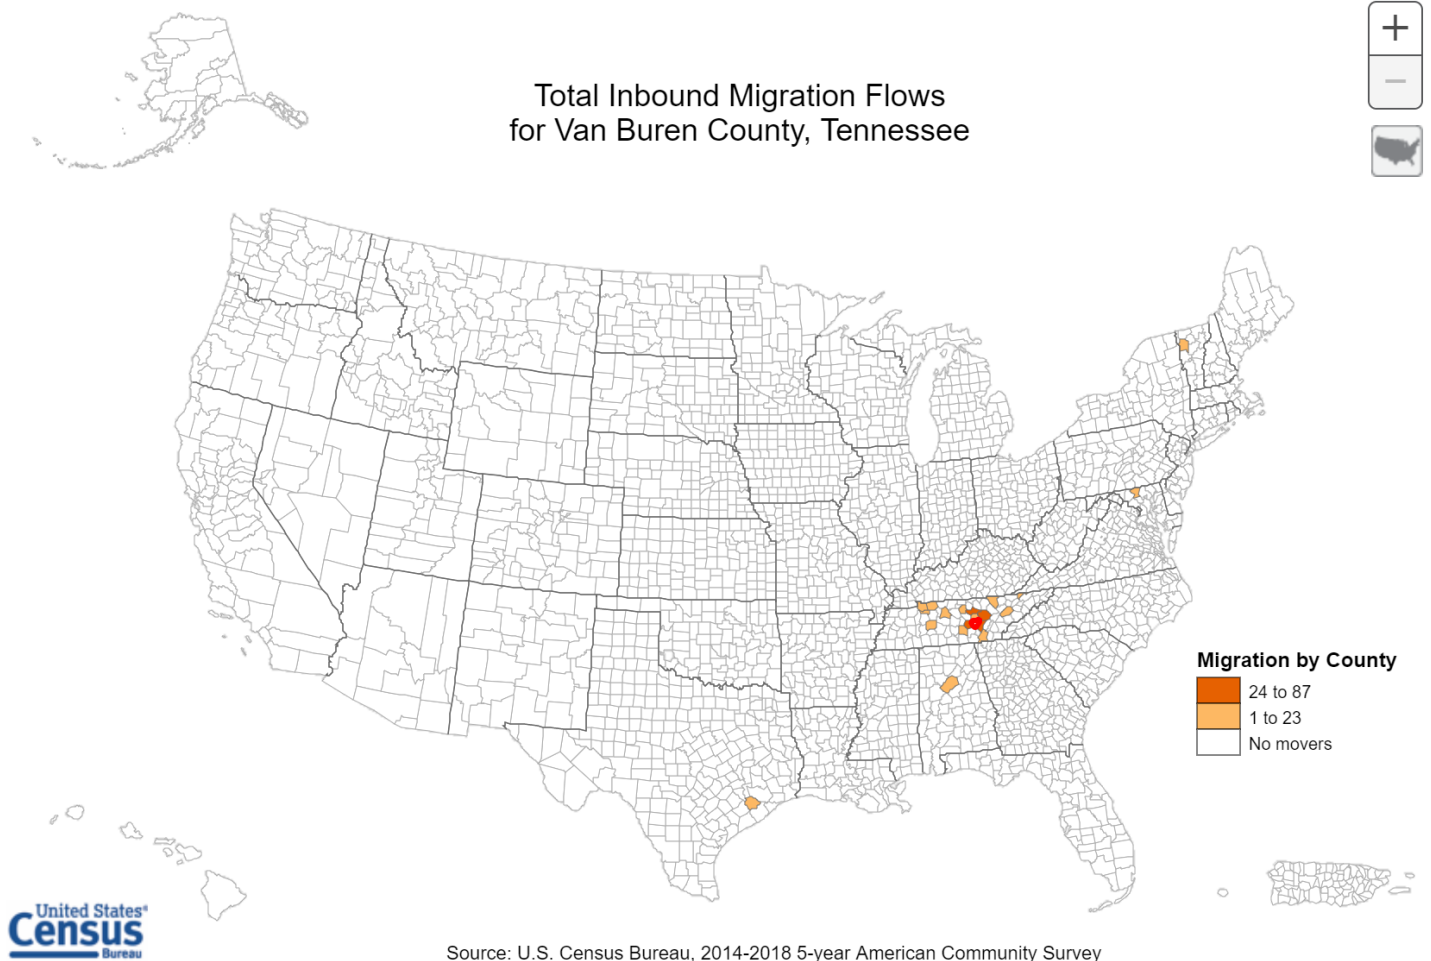 Total Inbound Migration Flows
for Van Buren County, Tennessee
+
−
Migration by County
24 to 87
1 to 23
No movers
United States®
Census
Bureau
Source: U.S. Census Bureau, 2014-2018 5-year American Community Survey